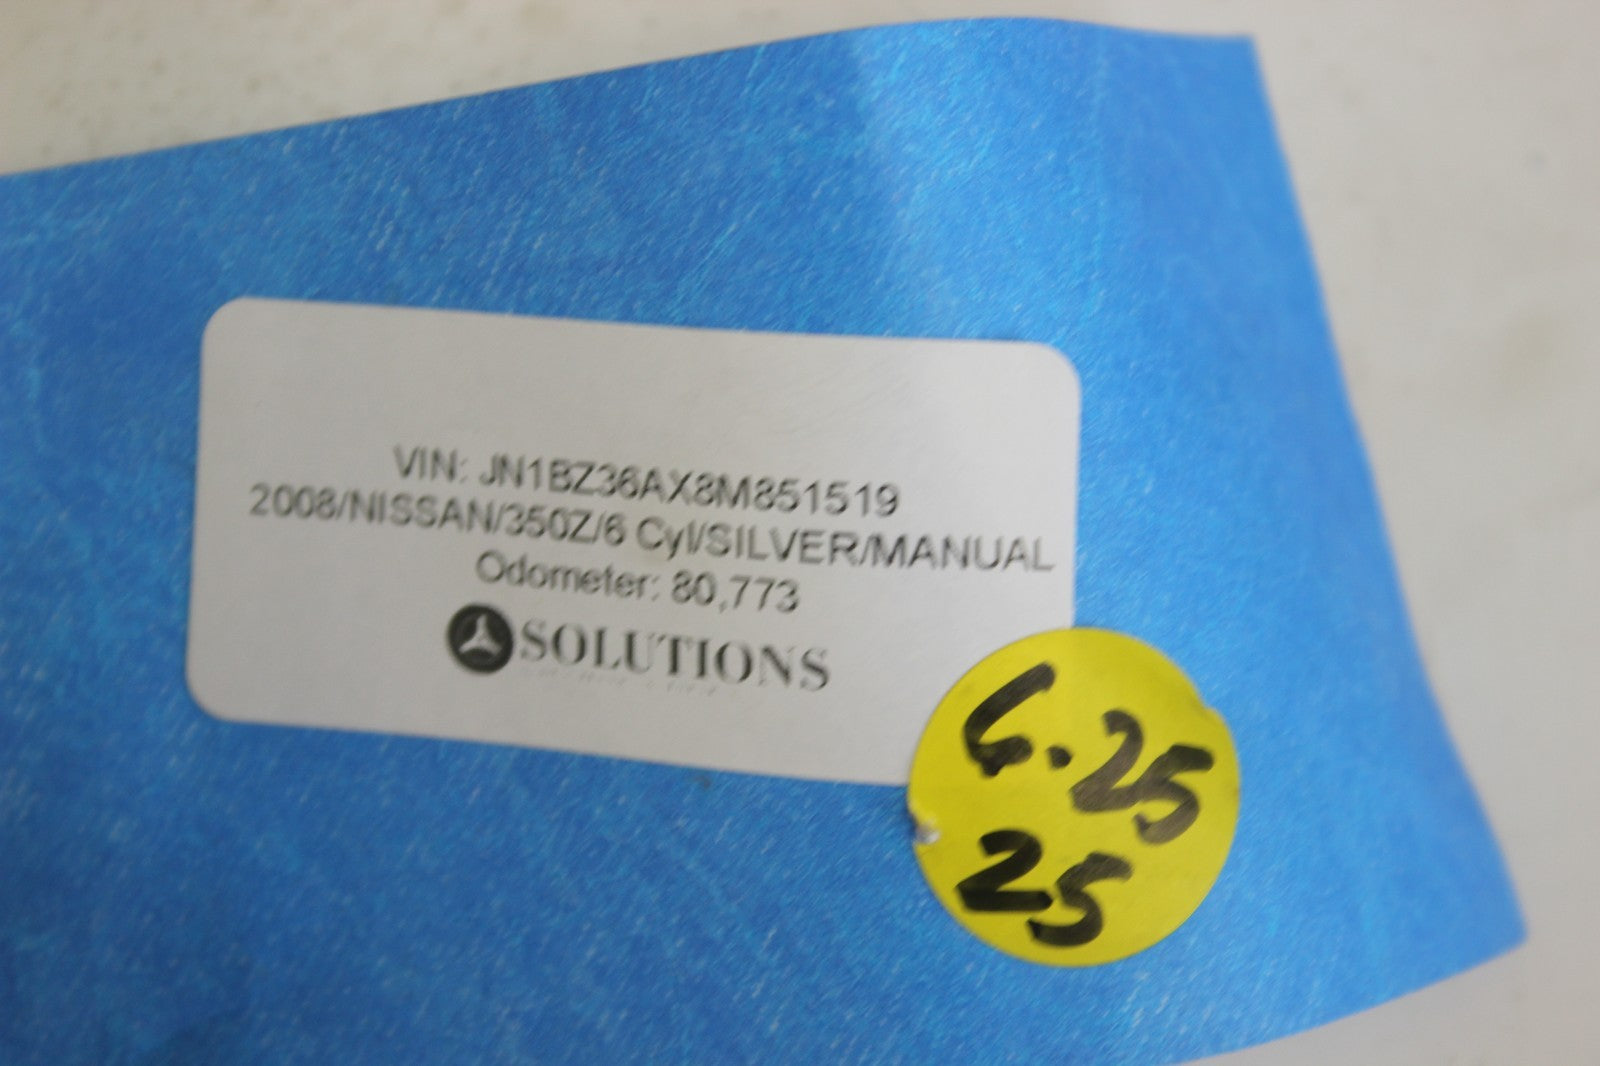 VIN: JN1BZ36AX8M851519
2008/NISSAN/350Z/6 Cyl/SILVER/MANUAL
Odometer: 80,773
SOLUTIONS
6.25
25